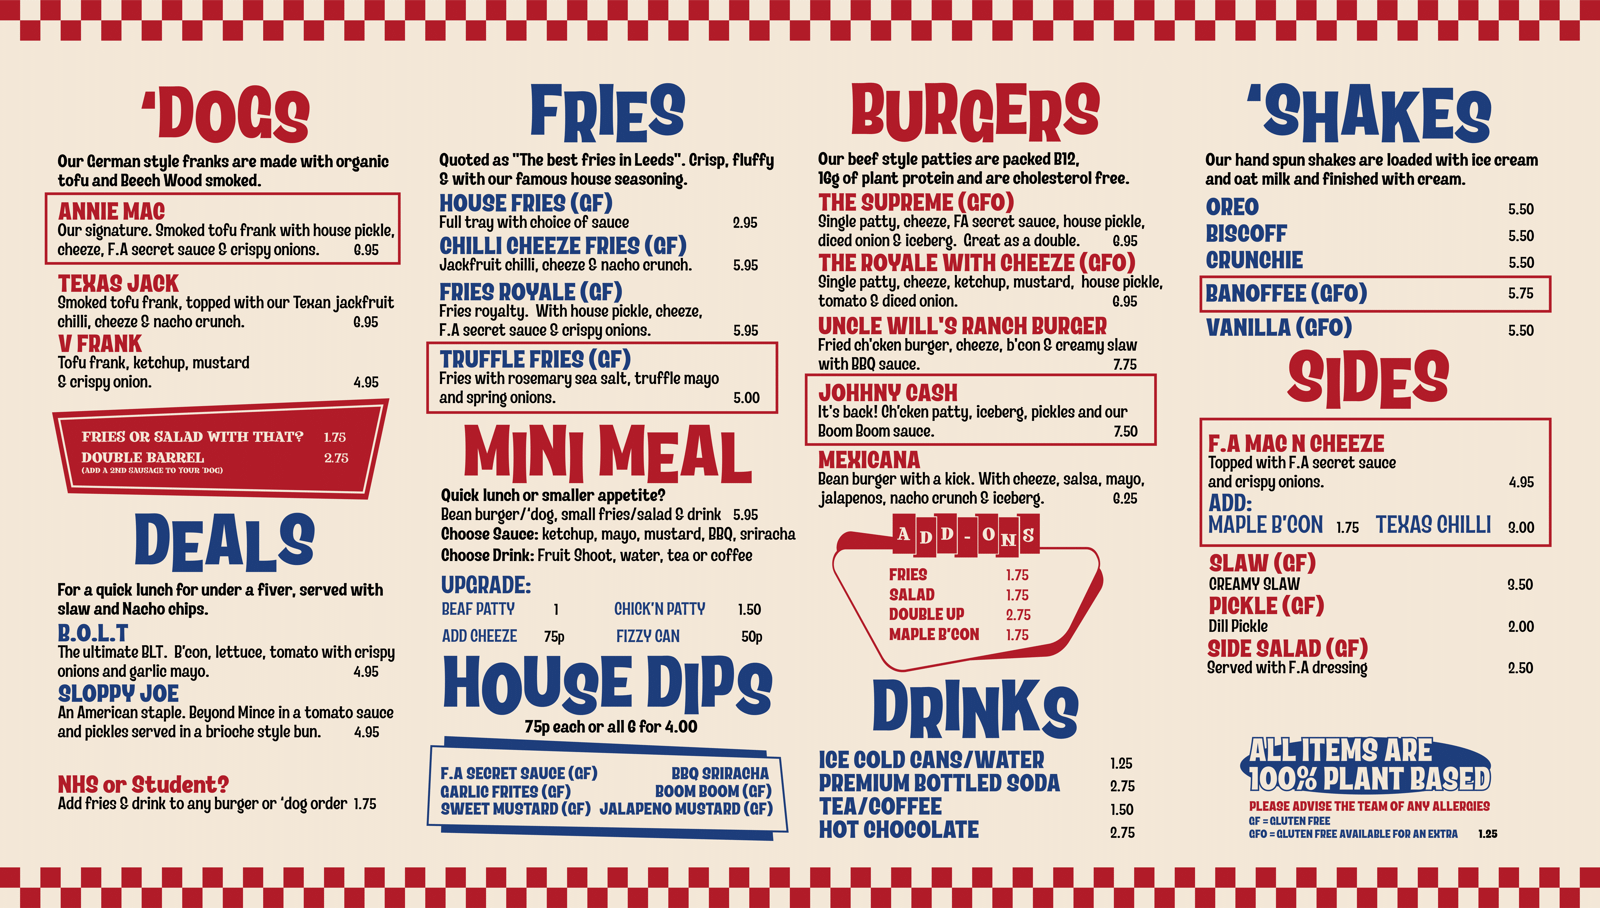 'DOGS
Our German style franks are made with organic
tofu and Beech Wood smoked.
ANNIE MAC
Our signature. Smoked tofu frank with house pickle,
cheeze, F.A secret sauce & crispy onions. 6.95
TEXAS JACK
Smoked tofu frank, topped with our Texan jackfruit
chilli, cheeze & nacho crunch. 6.95
V FRANK
Tofu frank, ketchup, mustard
& crispy onion. 4.95
FRIES OR SALAD WITH THAT? 1.75
DOUBLE BARREL 2.75
(ADD A 2ND SAUSAGE TO YOUR 'DOG)
DEALS
For a quick lunch for under a fiver, served with
slaw and Nacho chips.
B.O.L.T
The ultimate BLT. B'con, lettuce, tomato with crispy
onions and garlic mayo. 4.95
SLOPPY JOE
An American staple. Beyond Mince in a tomato sauce
and pickles served in a brioche style bun. 4.95
NHS or Student?
Add fries & drink to any burger or 'dog order 1.75
FRIES
Quoted as "The best fries in Leeds". Crisp, fluffy
& with our famous house seasoning.
HOUSE FRIES (GF)
Full tray with choice of sauce 2.95
CHILLI CHEEZE FRIES (GF)
Jackfruit chilli, cheeze & nacho crunch. 5.95
FRIES ROYALE (GF)
Fries royalty. With house pickle, cheeze,
F.A secret sauce & crispy onions. 5.95
TRUFFLE FRIES (GF)
Fries with rosemary sea salt, truffle mayo
and spring onions. 5.00
MINI MEAL
Quick lunch or smaller appetite?
Bean burger/'dog, small fries/salad & drink 5.95
Choose Sauce: ketchup, mayo, mustard, BBQ, sriracha
Choose Drink: Fruit Shoot, water, tea or coffee
UPGRADE:
BEAF PATTY 1 CHICK'N PATTY 1.50
ADD CHEEZE 75p FIZZY CAN 50p
HOUSE DIPS
75p each or all 6 for 4.00
F.A SECRET SAUCE (GF) BBQ SRIRACHA
GARLIC FRITES (GF) BOOM BOOM (GF)
SWEET MUSTARD (GF) JALAPENO MUSTARD (GF)
BURGERS
Our beef style patties are packed B12,
16g of plant protein and are cholesterol free.
THE SUPREME (GFO)
Single patty, cheeze, FA secret sauce, house pickle,
diced onion & iceberg. Great as a double. 6.95
THE ROYALE WITH CHEEZE (GFO)
Single patty, cheeze, ketchup, mustard, house pickle,
tomato & diced onion. 6.95
UNCLE WILL'S RANCH BURGER
Fried ch'cken burger, cheeze, b'con & creamy slaw
with BBQ sauce. 7.75
JOHHNY CASH
It's back! Ch'cken patty, iceberg, pickles and our
Boom Boom sauce. 7.50
MEXICANA
Bean burger with a kick. With cheeze, salsa, mayo,
jalapenos, nacho crunch & iceberg. 6.25
ADD-ONS
FRIES 1.75
SALAD 1.75
DOUBLE UP 2.75
MAPLE B'CON 1.75
DRINKS
ICE COLD CANS/WATER 1.25
PREMIUM BOTTLED SODA 2.75
TEA/COFFEE 1.50
HOT CHOCOLATE 2.75
'SHAKES
Our hand spun shakes are loaded with ice cream
and oat milk and finished with cream.
OREO 5.50
BISCOFF 5.50
CRUNCHIE 5.50
BANOFFEE (GFO) 5.75
VANILLA (GFO) 5.50
SIDES
F.A MAC N CHEEZE
Topped with F.A secret sauce
and crispy onions. 4.95
ADD:
MAPLE B'CON 1.75 TEXAS CHILLI 3.00
SLAW (GF)
CREAMY SLAW 3.50
PICKLE (GF)
Dill Pickle 2.00
SIDE SALAD (GF)
Served with F.A dressing 2.50
ALL ITEMS ARE
100% PLANT BASED
PLEASE ADVISE THE TEAM OF ANY ALLERGIES
GF = GLUTEN FREE
GFO = GLUTEN FREE AVAILABLE FOR AN EXTRA 1.25